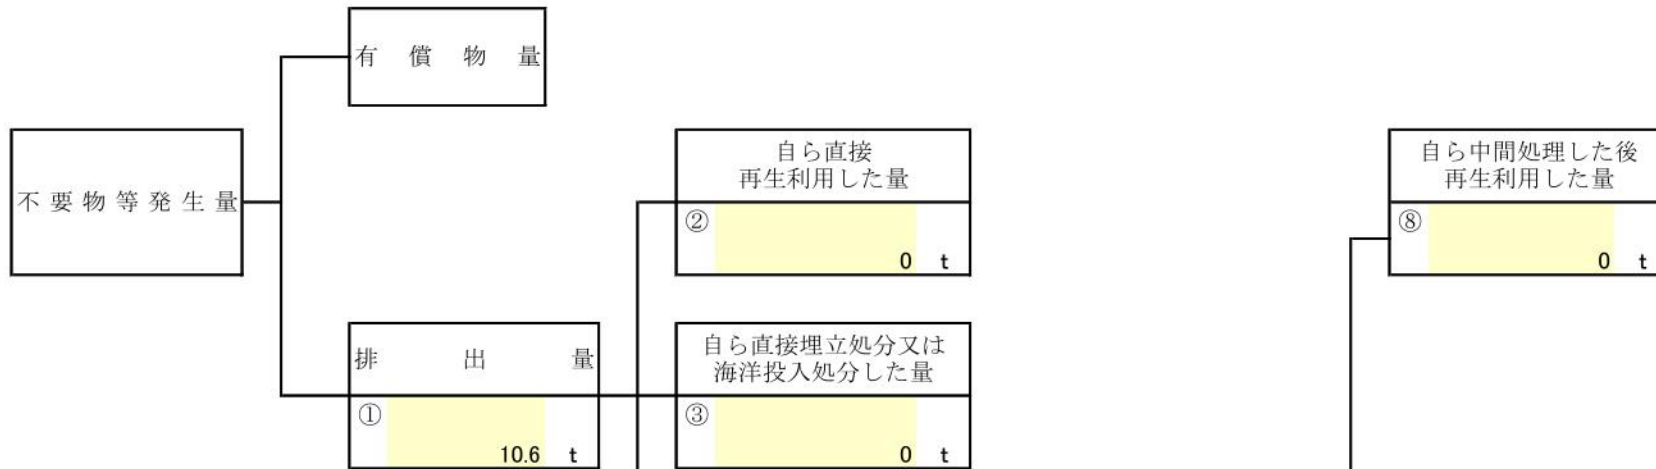 有償物量
不要物等発生量
自ら直接
再生利用した量
② 0 t
自ら中間処理した後
再生利用した量
⑧ 0 t
排出量
① 10.6 t
自ら直接埋立処分又は
海洋投入処分した量
③ 0 t